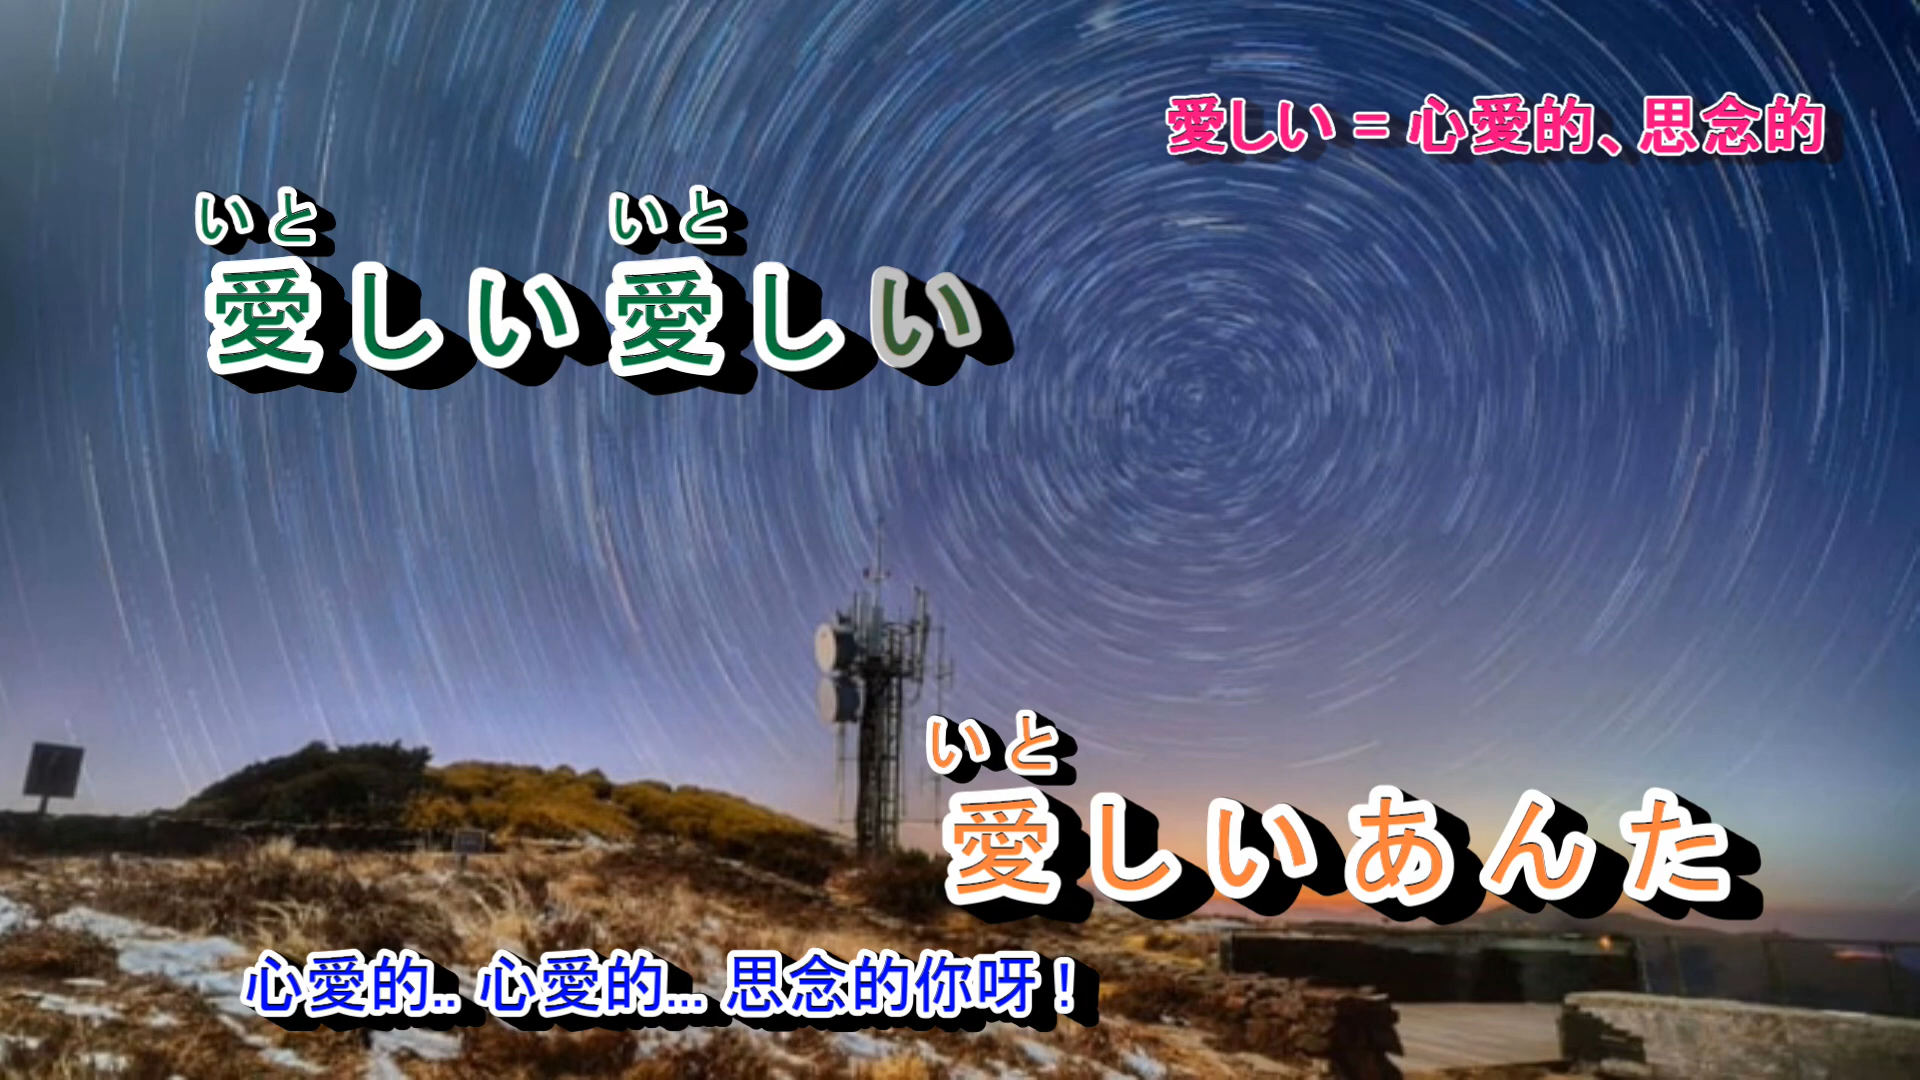 愛しい = 心愛的、思念的
いと いと
愛しい愛しい
いと
愛しいあんた
心愛的.. 心愛的... 思念的你呀！